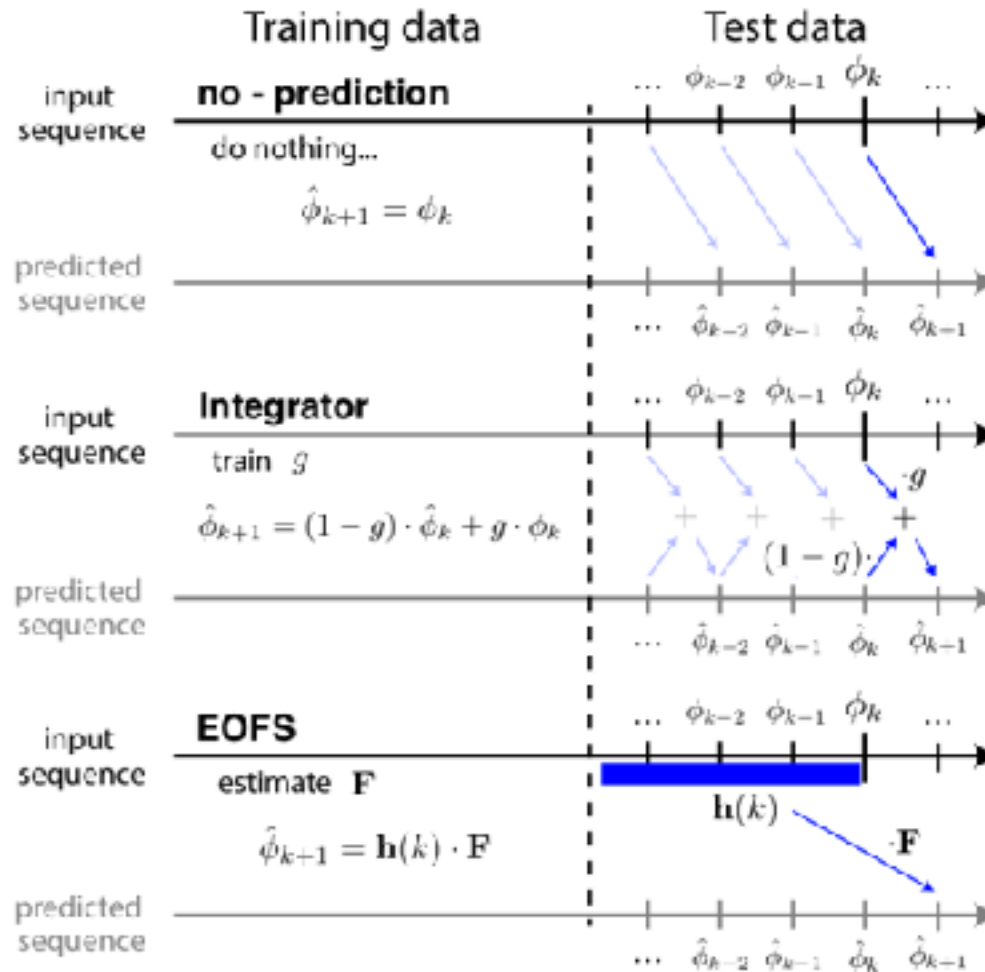 Training data Test data
no - prediction
input
sequence
... ϕ_{k−2} ϕ_{k−1} ϕ_k ...
do nothing...
ϕ̂_{k+1} = ϕ_k
predicted
sequence
... ϕ̂_{k−2} ϕ̂_{k−1} ϕ̂_k ϕ̂_{k+1}
Integrator
input
sequence
... ϕ_{k−2} ϕ_{k−1} ϕ_k ...
train g
·g
ϕ̂_{k+1} = (1 − g) · ϕ̂_k + g · ϕ_k
+ + + +
(1 − g)·
predicted
sequence
... ϕ̂_{k−2} ϕ̂_{k−1} ϕ̂_k ϕ̂_{k+1}
EOFS
input
sequence
... ϕ_{k−2} ϕ_{k−1} ϕ_k ...
estimate F
h(k)
ϕ̂_{k+1} = h(k) · F
·F
predicted
sequence
... ϕ̂_{k−2} ϕ̂_{k−1} ϕ̂_k ϕ̂_{k+1}